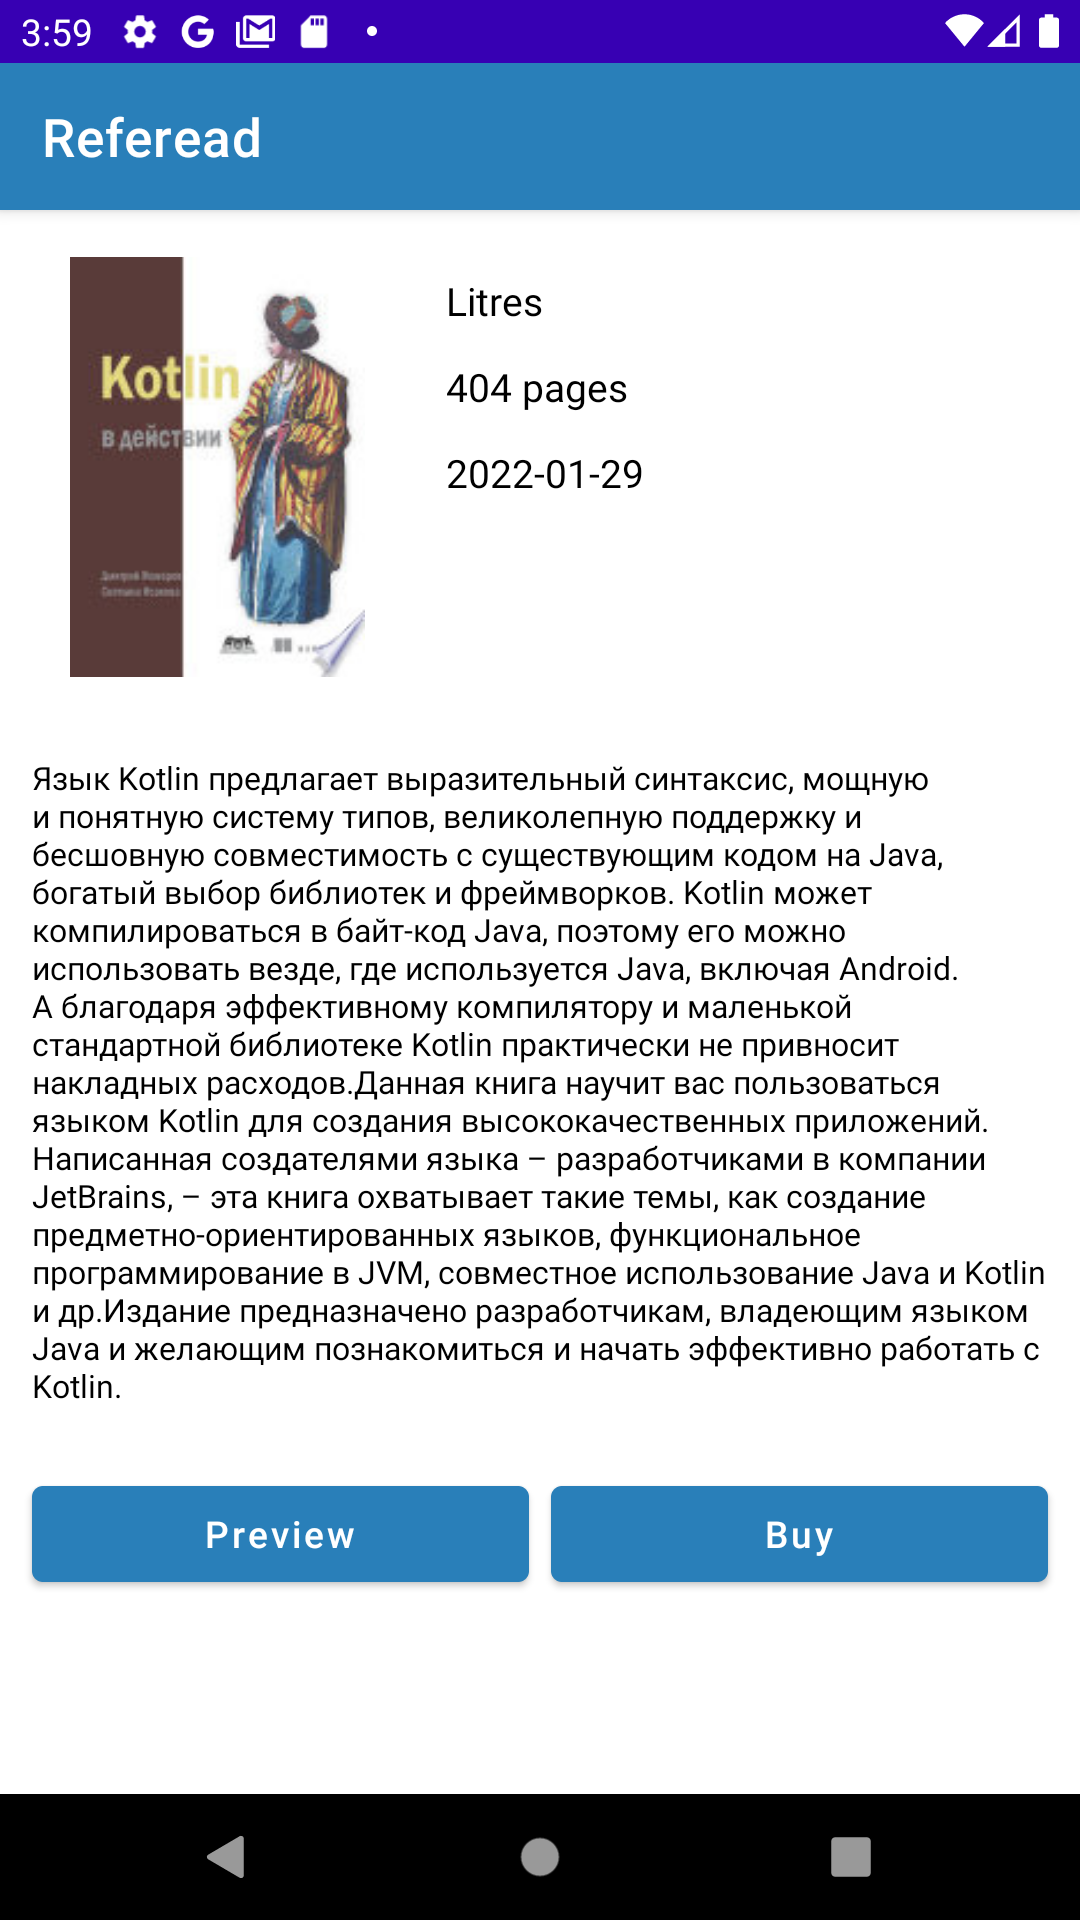 3:59
Referead
Kotlin
в действии
Litres
404 pages
2022-01-29
Язык Kotlin предлагает выразительный синтаксис, мощную
и понятную систему типов, великолепную поддержку и
бесшовную совместимость с существующим кодом на Java,
богатый выбор библиотек и фреймворков. Kotlin может
компилироваться в байт-код Java, поэтому его можно
использовать везде, где используется Java, включая Android.
А благодаря эффективному компилятору и маленькой
стандартной библиотеке Kotlin практически не привносит
накладных расходов.Данная книга научит вас пользоваться
языком Kotlin для создания высококачественных приложений.
Написанная создателями языка – разработчиками в компании
JetBrains, – эта книга охватывает такие темы, как создание
предметно-ориентированных языков, функциональное
программирование в JVM, совместное использование Java и Kotlin
и др.Издание предназначено разработчикам, владеющим языком
Java и желающим познакомиться и начать эффективно работать с
Kotlin.
Preview
Buy